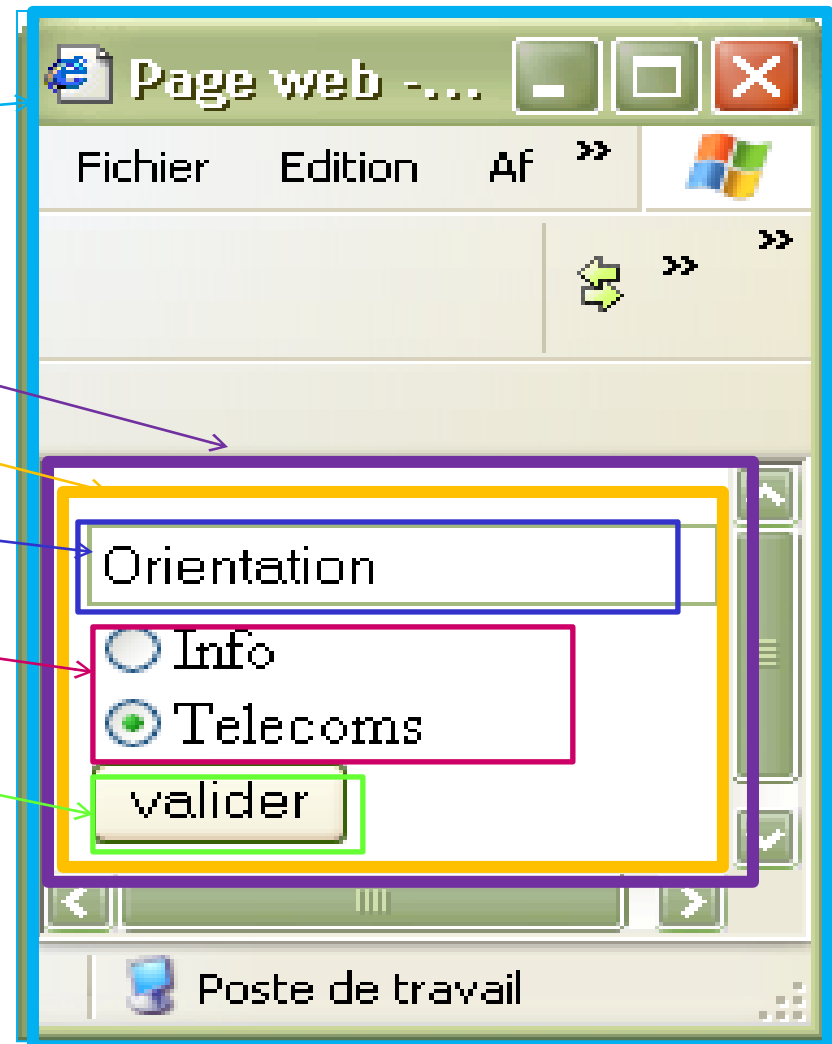 Page web -...
Fichier Edition Af »
» »
Orientation
Info
Telecoms
valider
Poste de travail